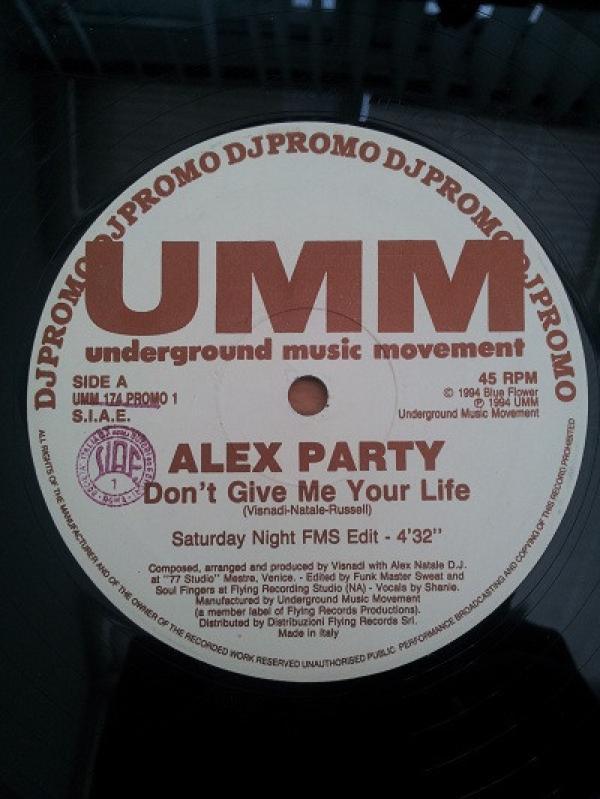 DJPROMO DJPROMO DJPROMO DJPROMO DJPROMO DJPROMO
UMM
underground music movement
SIDE A
UMM 174 PROMO 1
S.I.A.E.
45 RPM
© 1994 Blue Flower
℗ 1994 UMM
Underground Music Movement
SIAE
1
ALEX PARTY
Don't Give Me Your Life
(Visnadi-Natale-Russell)
Saturday Night FMS Edit - 4'32"
Composed, arranged and produced by Visnadi with Alex Natale D.J.
at "77 Studio" Mestre, Venice. - Edited by Funk Master Sweat and
Soul Fingers at Flying Recording Studio (NA) - Vocals by Shanie.
Manufactured by Underground Music Movement
(a member label of Flying Records Productions).
Distributed by Distribuzioni Flying Records Srl.
Made in Italy
ALL RIGHTS OF THE MANUFACTURER AND OF THE OWNER OF THE RECORDED WORK RESERVED UNAUTHORISED PUBLIC PERFORMANCE BROADCASTING AND COPYING OF THIS RECORD PROHIBITED